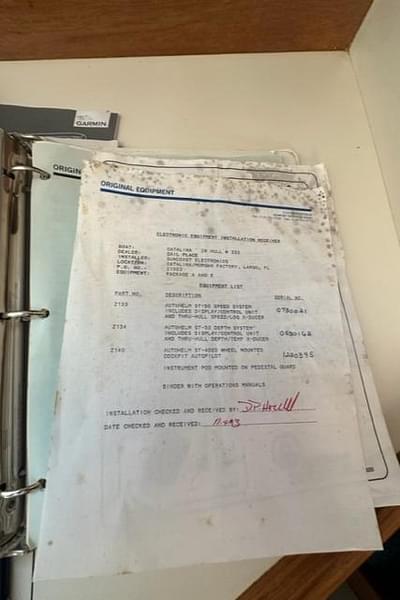 GARMIN
ORIGIN
ORIGINAL EQUIPMENT
ELECTRONIC EQUIPMENT INSTALLATION RECEIVER
BOAT: CATALINA 28 HULL #
DEALER: SAIL PLACE
INSTALLER: SUNCOAST ELECTRONICS
LOCATION: CATALINA/MORGAN FACTORY, LARGO, FL
P.O. NO.-
EQUIPMENT: PACKAGE A AND E
EQUIPMENT LIST
PART.NO. DESCRIPTION SERIAL NO.
Z133 AUTOHELM ST-50 SPEED SYSTEM
INCLUDES DISPLAY/CONTROL UNIT
AND THRU-HULL SPEED/LOG X-DUCER
Z134 AUTOHELM ST-50 DEPTH SYSTEM
INCLUDES DISPLAY/CONTROL UNIT
AND THRU-HULL DEPTH/TEMP X-DUCER
Z140 AUTOHELM ST-4000 WHEEL MOUNTED
COCKPIT AUTOPILOT 1220395
INSTRUMENT POD MOUNTED ON PEDESTAL GUARD
BINDER WITH OPERATIONS MANUALS
INSTALLATION CHECKED AND RECEIVED BY:
DATE CHECKED AND RECEIVED: